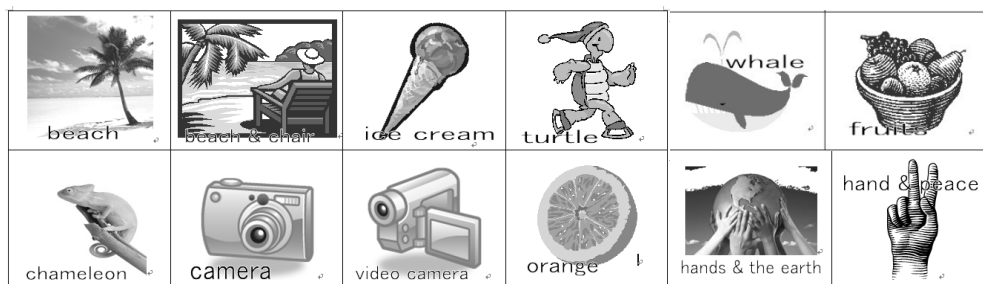 beach
beach & chair
ice cream
turtle
whale
fruits
chameleon
camera
video camera
orange
hands & the earth
hand & peace